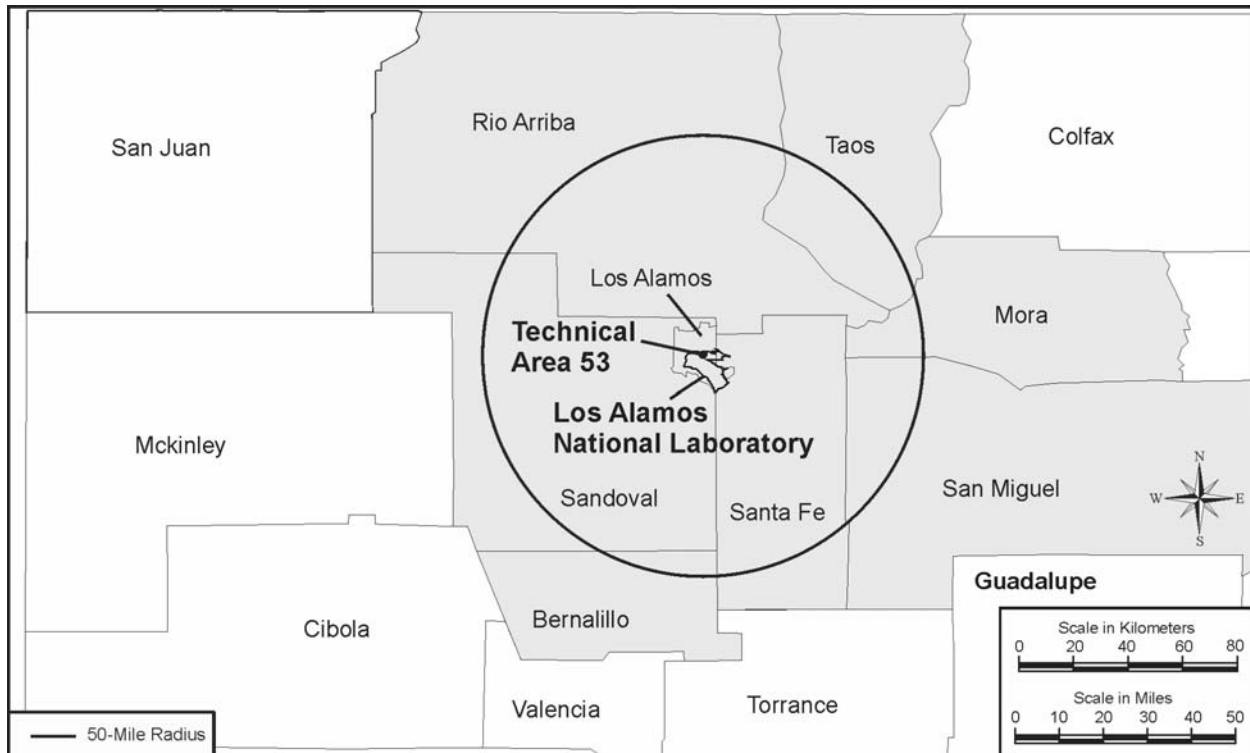 Rio Arriba
San Juan
Taos
Colfax
Los Alamos
Mora
Technical
Area 53
Los Alamos
National Laboratory
Mckinley
Sandoval
Santa Fe
San Miguel
N
W
E
S
Guadalupe
Cibola
Bernalillo
Valencia
Torrance
Scale in Kilometers
0 20 40 60 80
Scale in Miles
0 10 20 30 40 50
50-Mile Radius